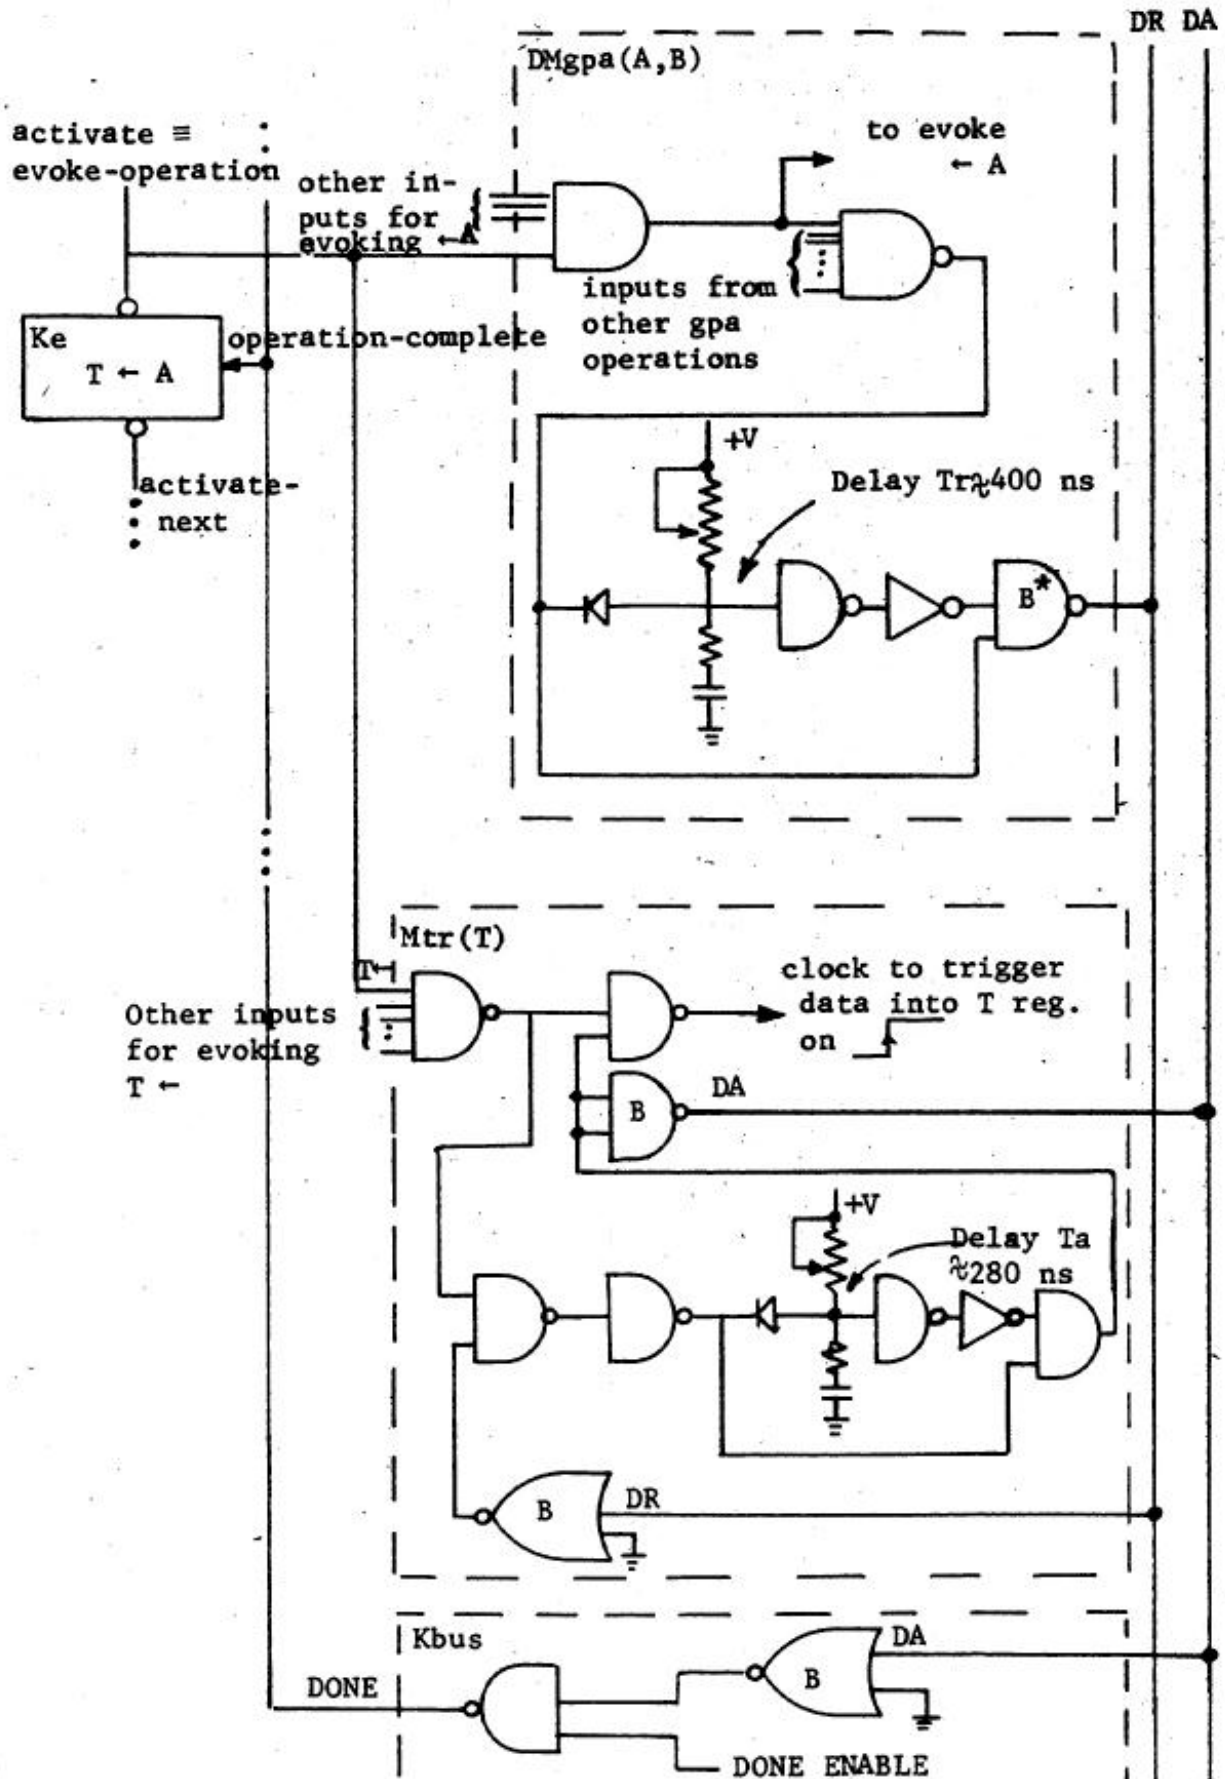 DR DA
DMgpa(A,B)
activate ≡
evoke-operation
to evoke
← A
other in-
puts for
evoking ←A
inputs from
other gpa
operations
Ke
T ← A
operation-complete
activate-
next
+V
Delay Tr≈400 ns
B*
Mtr(T)
T←
Other inputs
for evoking
T ←
clock to trigger
data into T reg.
on
B
DA
+V
Delay Ta
≈280 ns
B
DR
Kbus
DA
B
DONE
DONE ENABLE